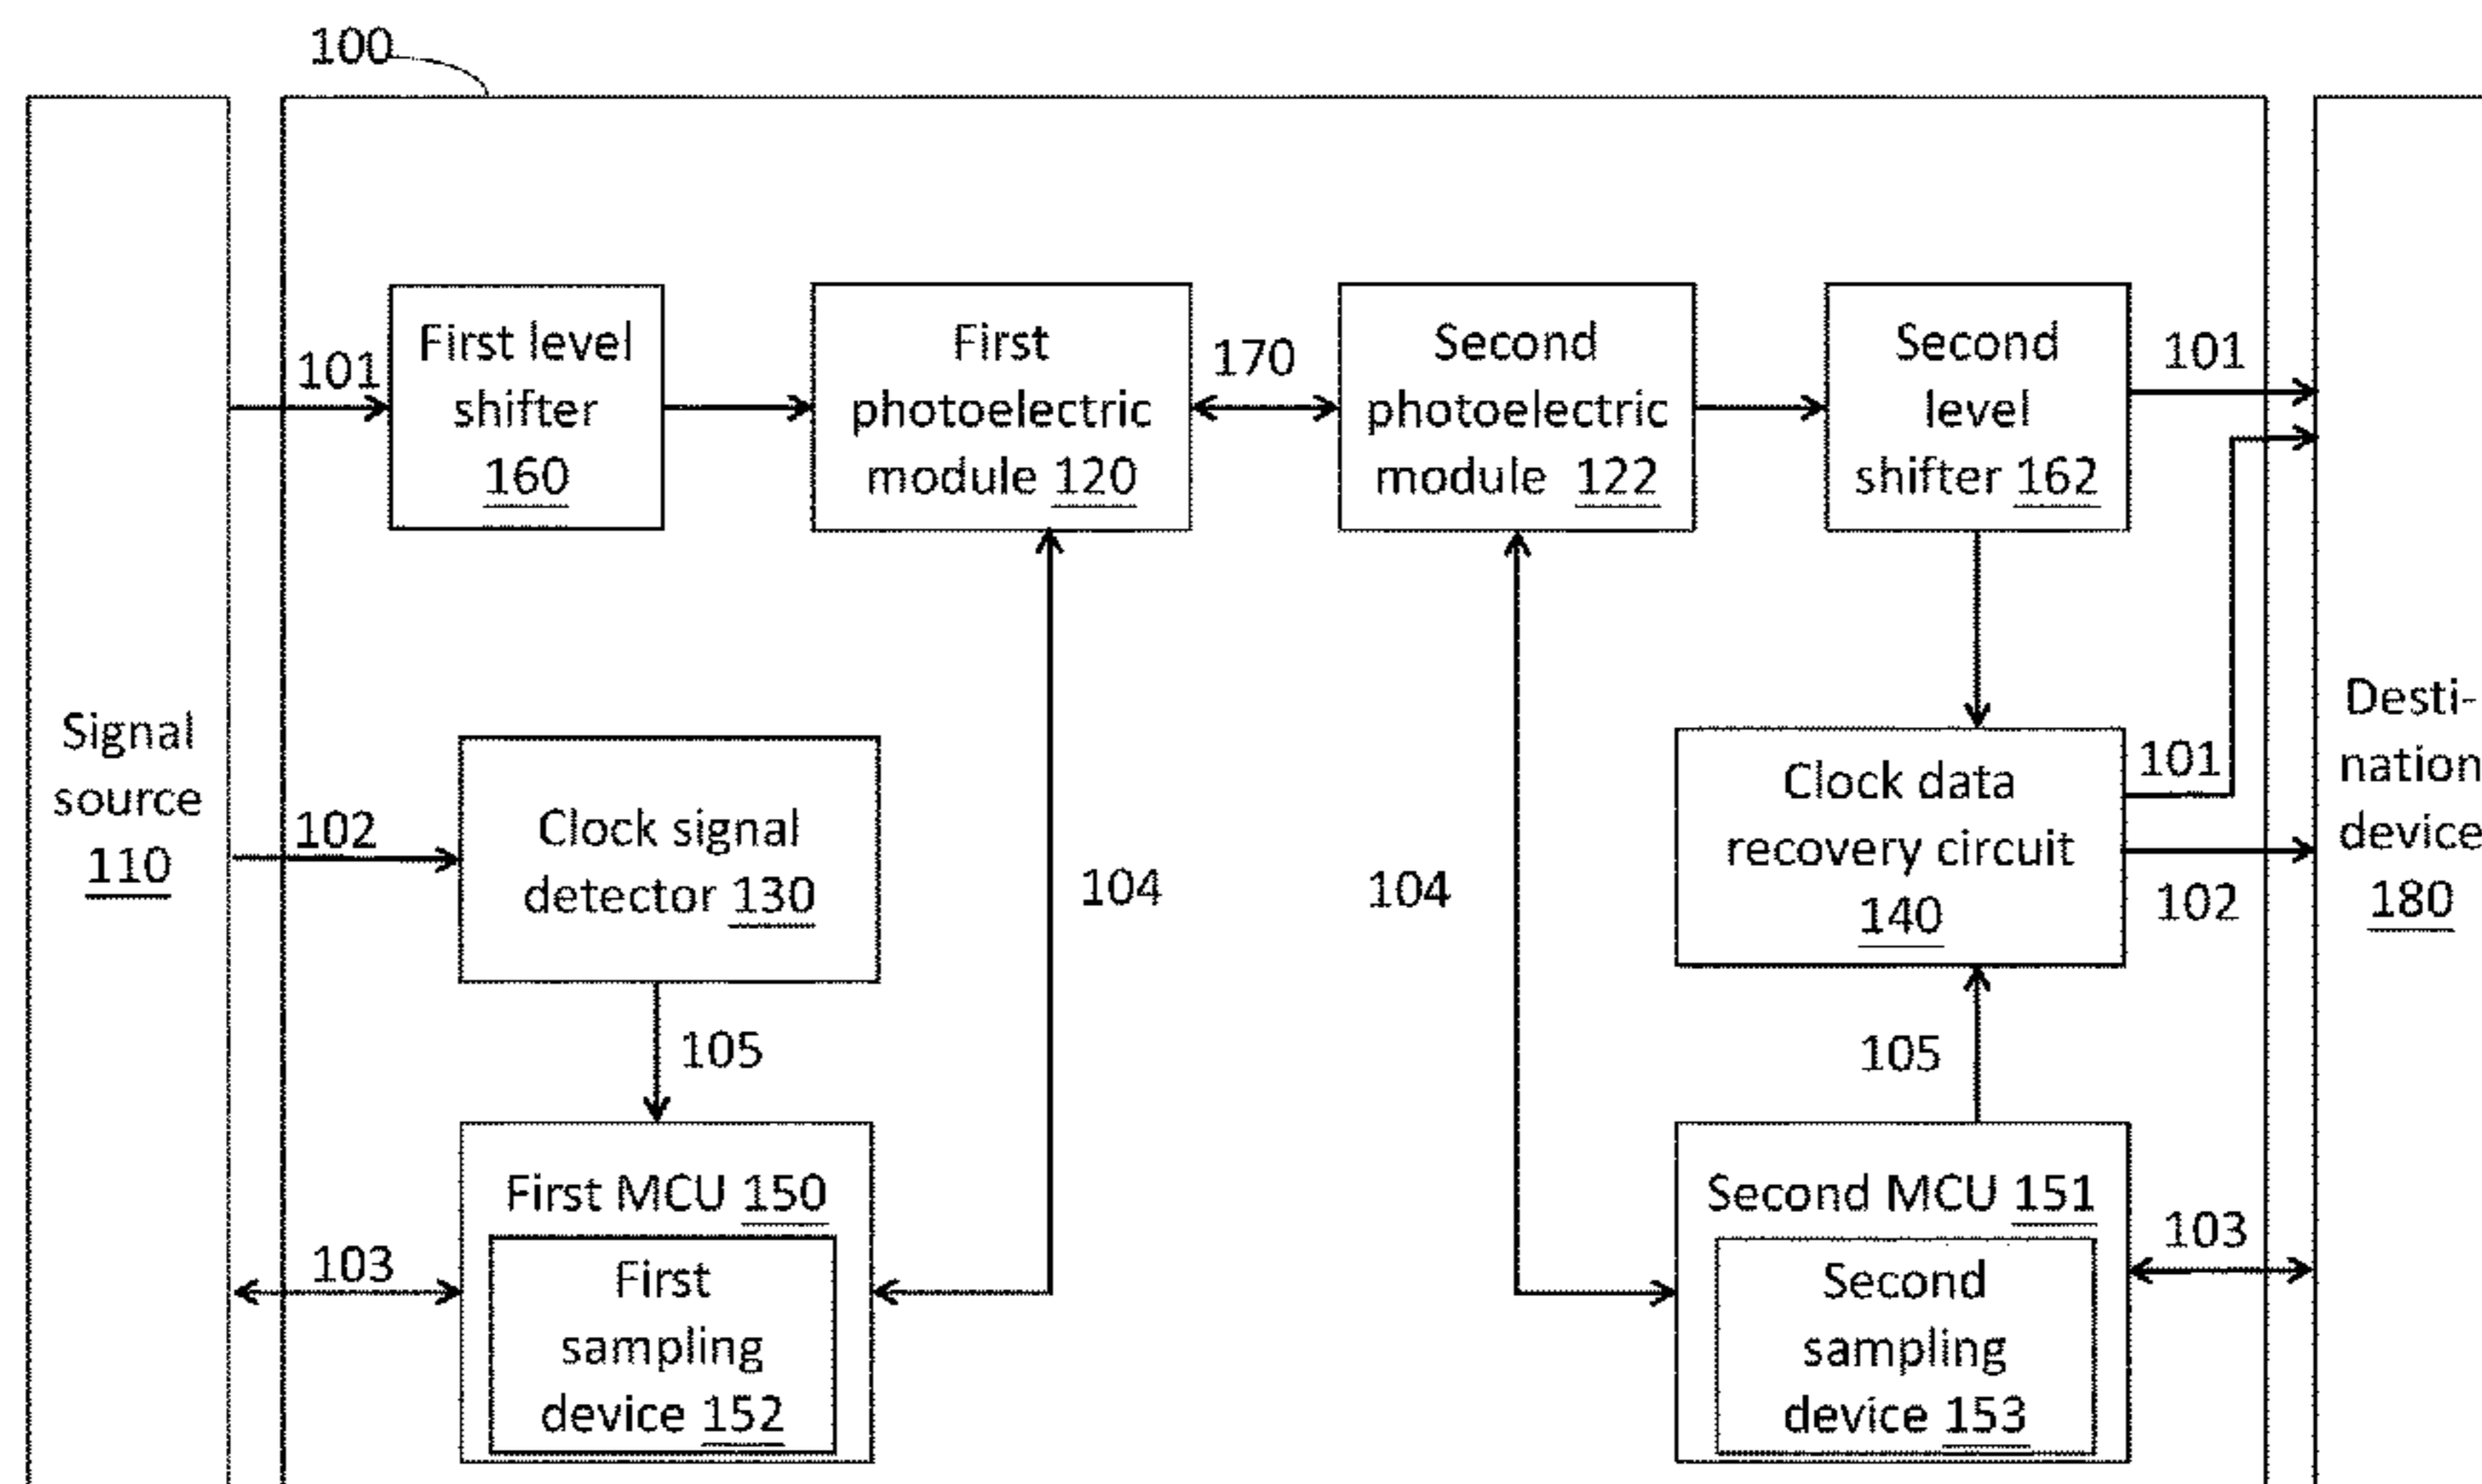 100
Signal
source
110
101
First level
shifter
160
First
photoelectric
module 120
170
Second
photoelectric
module 122
Second
level
shifter 162
101
102
Clock signal
detector 130
105
104
104
Clock data
recovery circuit
140
101
102
105
Desti-
nation
device
180
103
First MCU 150
First
sampling
device 152
Second MCU 151
Second
sampling
device 153
103